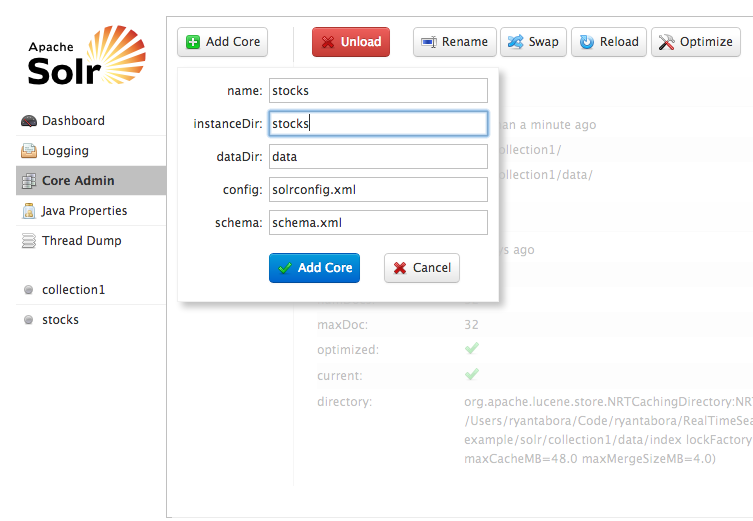 Apache
Solr
Dashboard
Logging
Core Admin
Java Properties
Thread Dump
collection1
stocks
Add Core
Unload
Rename
Swap
Reload
Optimize
name:
stocks
instanceDir:
stocks
dataDir:
data
config:
solrconfig.xml
schema:
schema.xml
Add Core
Cancel
an a minute ago
ollection1/
ollection1/data/
s ago
maxDoc:
32
optimized:
current:
directory:
org.apache.lucene.store.NRTCachingDirectory:NRT
/Users/ryantabora/Code/ryantabora/RealTimeSea
example/solr/collection1/data/index lockFactory
maxCacheMB=48.0 maxMergeSizeMB=4.0)